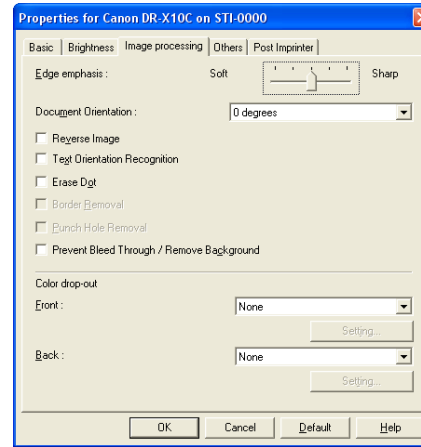 Properties for Canon DR-X10C on STI-0000
Basic Brightness Image processing Others Post Imprinter
Edge emphasis : Soft Sharp
Document Orientation : 0 degrees
Reverse Image
Text Orientation Recognition
Erase Dot
Border Removal
Punch Hole Removal
Prevent Bleed Through / Remove Background
Color drop-out
Front : None
Setting...
Back : None
Setting...
OK Cancel Default Help